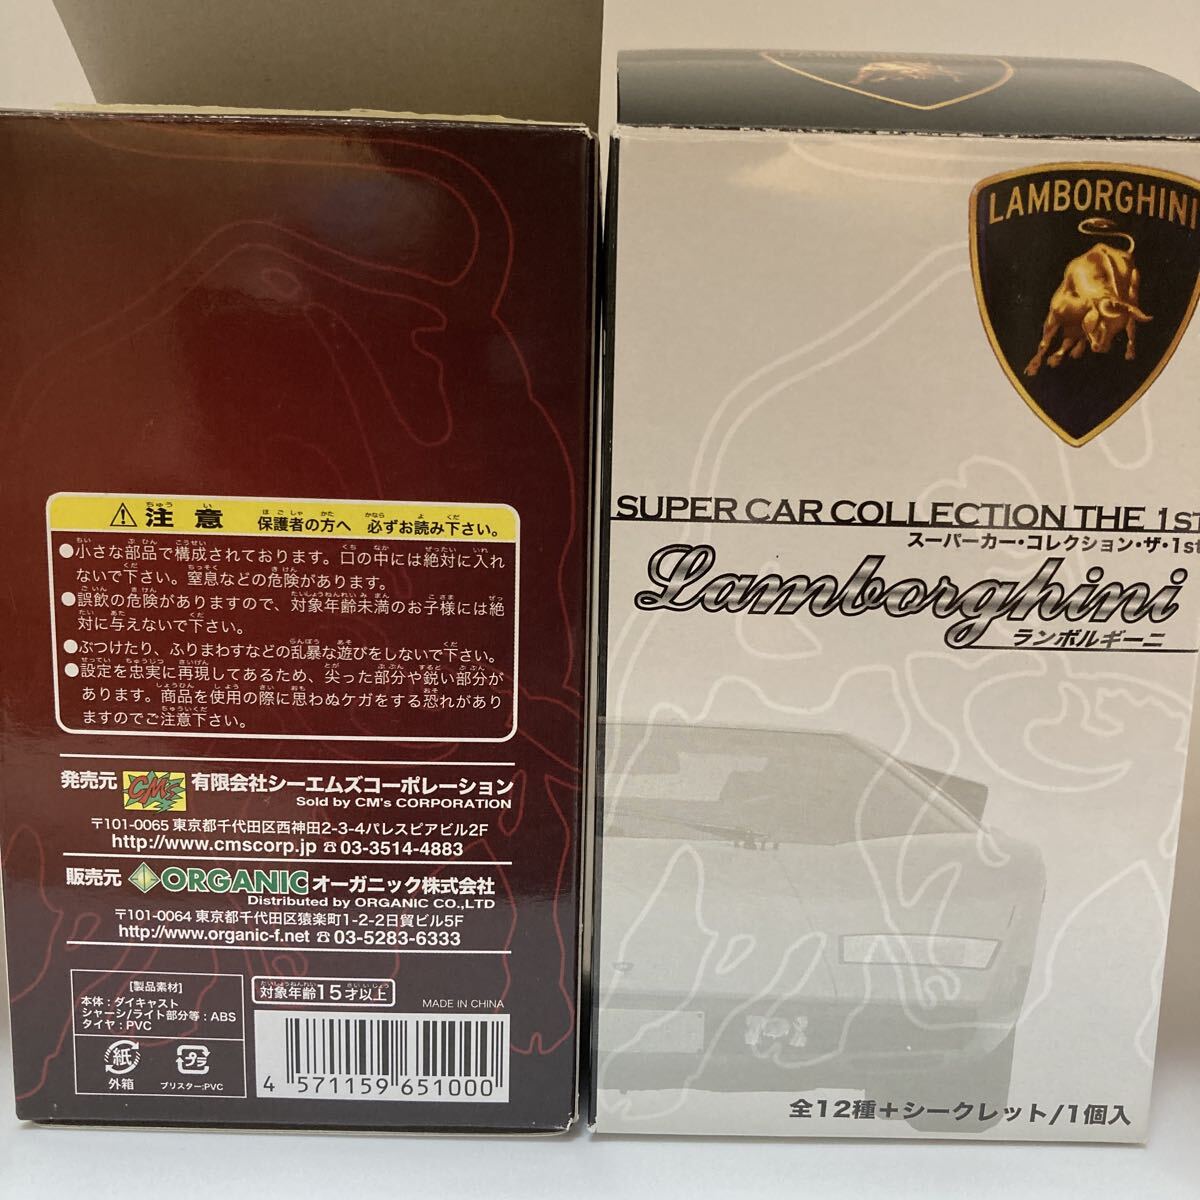 注意 保護者の方へ 必ずお読み下さい。
●小さな部品で構成されております。口の中には絶対に入れ
ないで下さい。窒息などの危険があります。
●誤飲の危険がありますので、対象年齢未満のお子様には絶
対に与えないで下さい。
●ぶつけたり、ふりまわすなどの乱暴な遊びをしないで下さい。
●設定を忠実に再現してあるため、尖った部分や鋭い部分が
あります。商品を使用の際に思わぬケガをする恐れがあり
ますのでご注意下さい。
発売元 CM's 有限会社シーエムズコーポレーション
Sold by CM's CORPORATION
〒101-0065 東京都千代田区西神田2-3-4パレスピアビル2F
http://www.cmscorp.jp ☎03-3514-4883
販売元 ORGANIC オーガニック株式会社
Distributed by ORGANIC CO.,LTD
〒101-0064 東京都千代田区猿楽町1-2-2日貿ビル5F
http://www.organic-f.net ☎03-5283-6333
[製品素材]
本体:ダイキャスト
シャーシ/ライト部分等:ABS
タイヤ:PVC
紙
外箱
プラ
ブリスター:PVC
対象年齢15才以上
MADE IN CHINA
4 571159 651000
LAMBORGHINI
LAMBORGHINI
SUPER CAR COLLECTION THE 1st
スーパーカー・コレクション・ザ・1st
Lamborghini
ランボルギーニ
全12種+シークレット/1個入